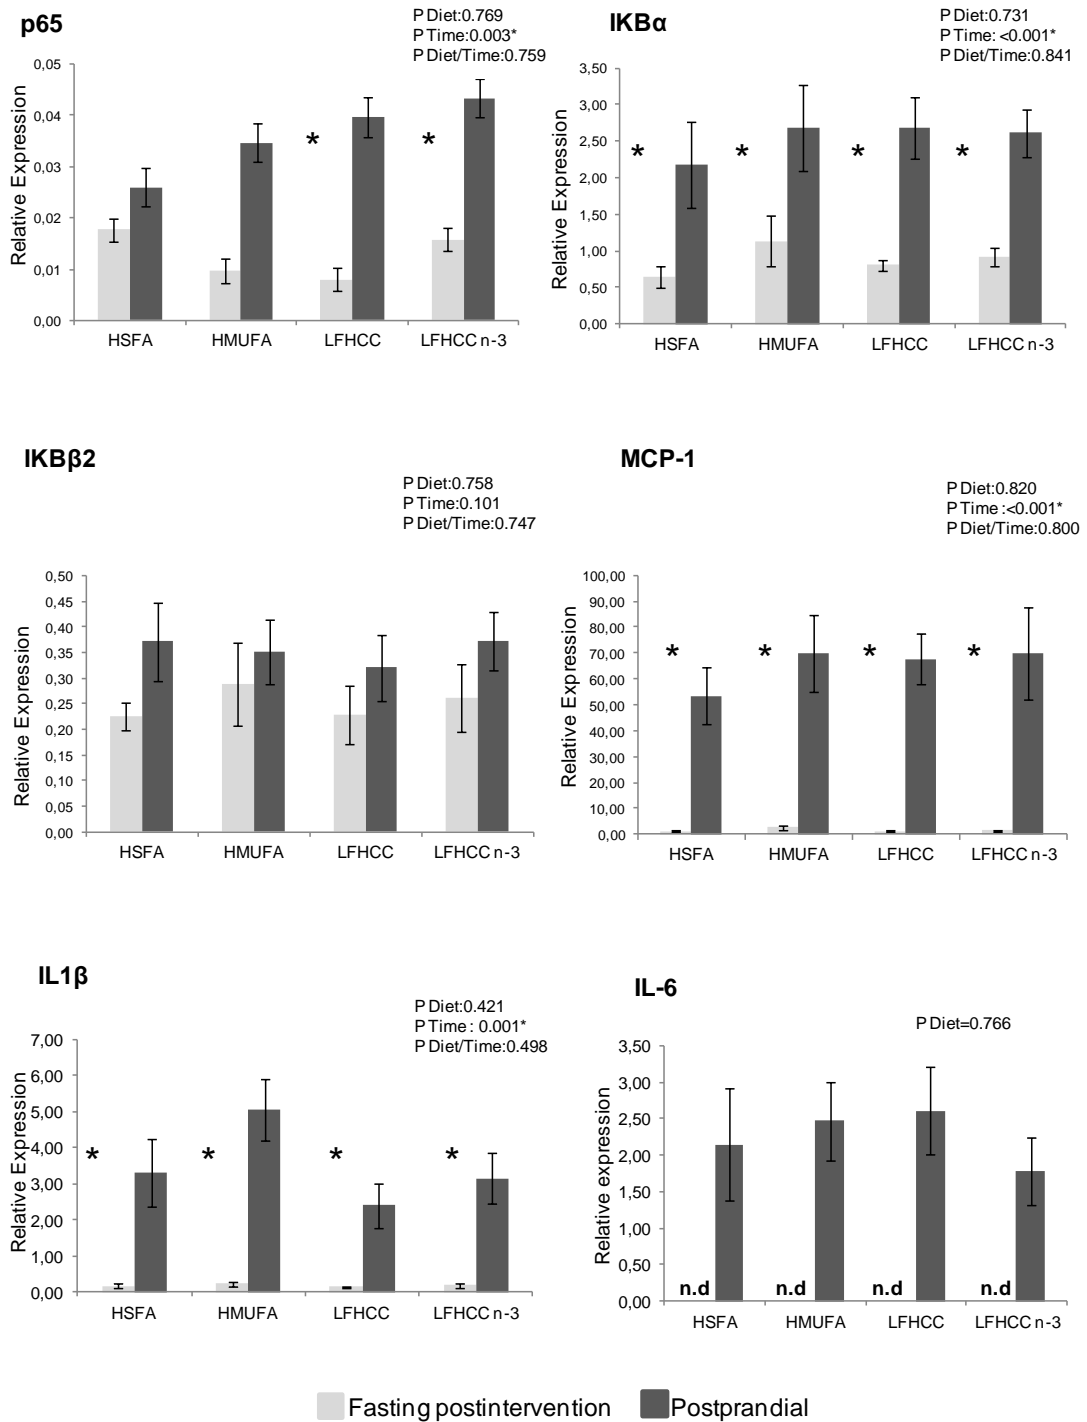 p65
P Diet:0.769
P Time:0.003*
P Diet/Time:0.759
Relative Expression
0,05
0,04
0,03
0,02
0,01
0,00
* *
HSFA HMUFA LFHCC LFHCC n-3
IKBα
P Diet:0.731
P Time: <0.001*
P Diet/Time:0.841
Relative Expression
3,50
3,00
2,50
2,00
1,50
1,00
0,50
0,00
* * * *
HSFA HMUFA LFHCC LFHCC n-3
IKBβ2
P Diet:0.758
P Time:0.101
P Diet/Time:0.747
Relative Expression
0,50
0,45
0,40
0,35
0,30
0,25
0,20
0,15
0,10
0,05
0,00
HSFA HMUFA LFHCC LFHCC n-3
MCP-1
P Diet:0.820
P Time :<0.001*
P Diet/Time:0.800
Relative Expression
100,00
90,00
80,00
70,00
60,00
50,00
40,00
30,00
20,00
10,00
0,00
* * * *
HSFA HMUFA LFHCC LFHCC n-3
IL1β
P Diet:0.421
P Time : 0.001*
P Diet/Time:0.498
Relative Expression
7,00
6,00
5,00
4,00
3,00
2,00
1,00
0,00
* * * *
HSFA HMUFA LFHCC LFHCC n-3
IL-6
P Diet=0.766
Relative expression
3,50
3,00
2,50
2,00
1,50
1,00
0,50
0,00
n.d n.d n.d n.d
HSFA HMUFA LFHCC LFHCC n-3
Fasting postintervention Postprandial